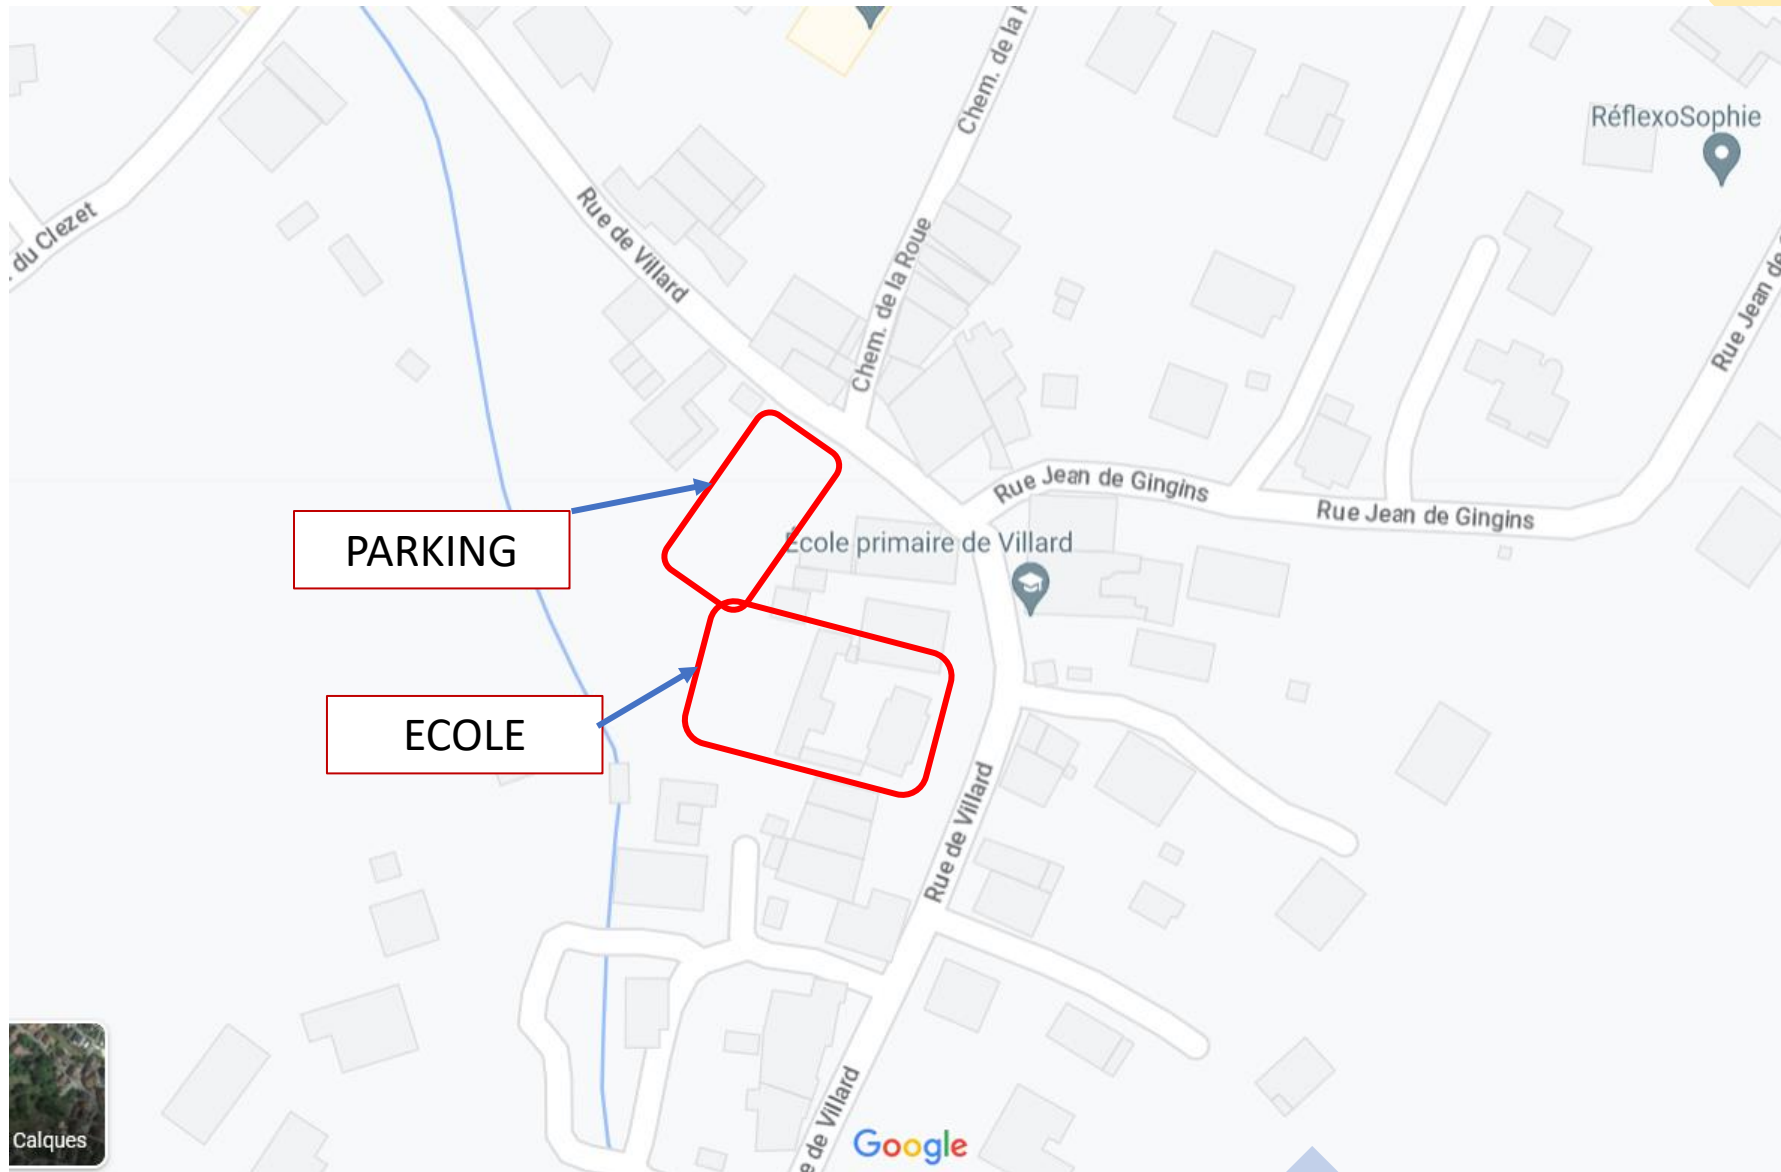 Chem. de la
RéflexoSophie
du Clezet
Rue de Villard
Chem. de la Roue
Rue Jean de
Rue Jean de Gingins
Rue Jean de Gingins
PARKING
École primaire de Villard
ECOLE
Rue de Villard
de Villard
Calques
Google